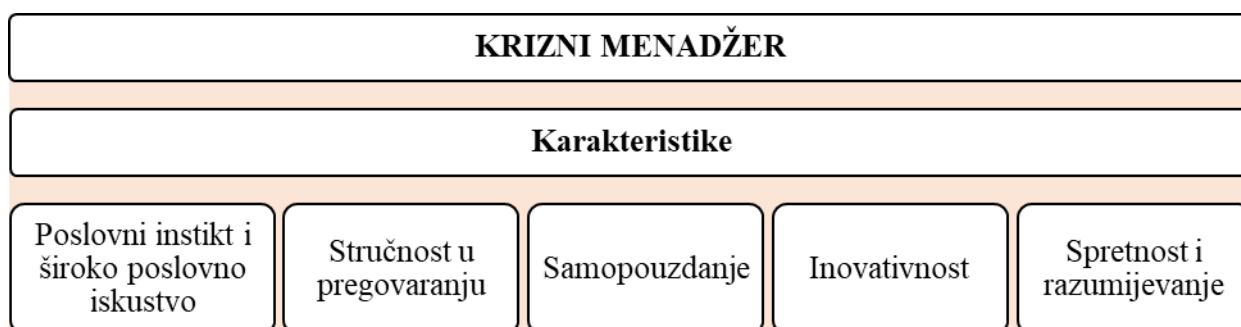 KRIZNI MENADŽER
Karakteristike
Poslovni instikt i
široko poslovno
iskustvo
Stručnost u
pregovaranju
Samopouzdanje
Inovativnost
Spretnost i
razumijevanje